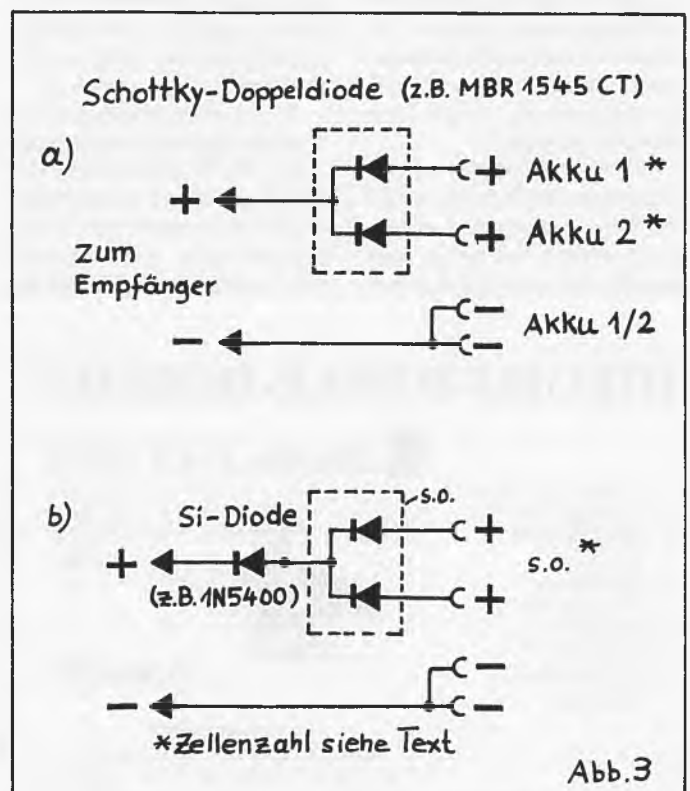 Schottky-Doppeldiode (z.B. MBR 1545 CT)
a)
+ + Akku 1 *
+ Akku 2 *
zum
Empfänger
- - Akku 1/2
-
b) Si-Diode s.o.
+ + s.o. *
(z.B. 1N5400) +
-
- -
*Zellenzahl siehe Text
Abb.3